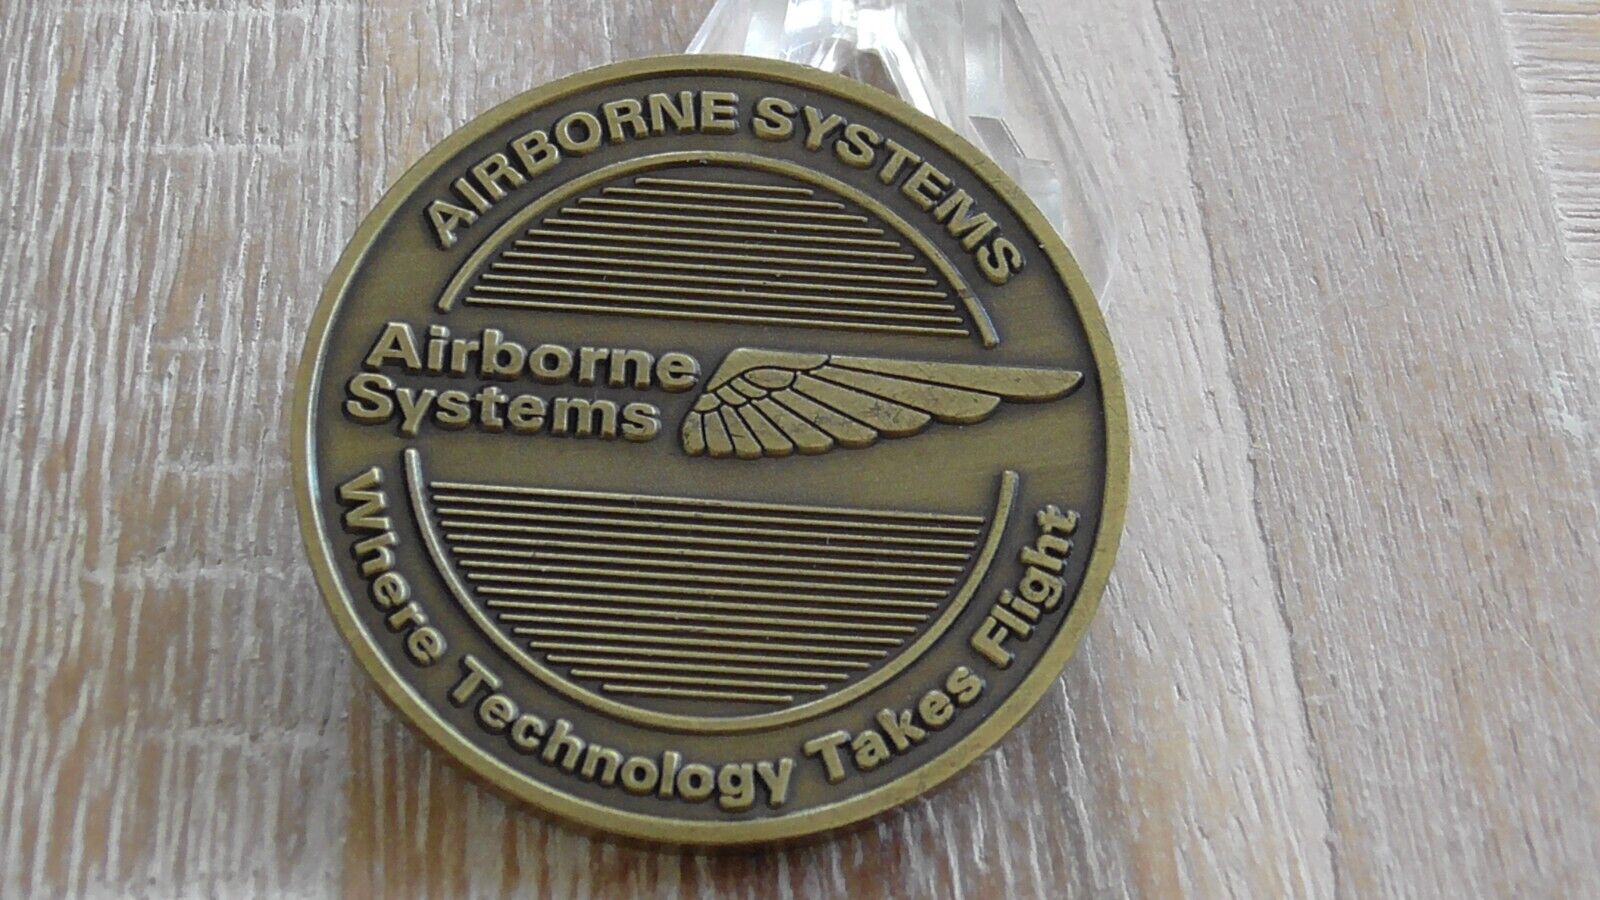 AIRBORNE SYSTEMS
Airborne
Systems
Where Technology Takes Flight